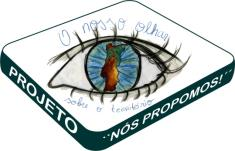 O nosso olhar
sobre o território
PROJETO
"NÓS PROPOMOS!"